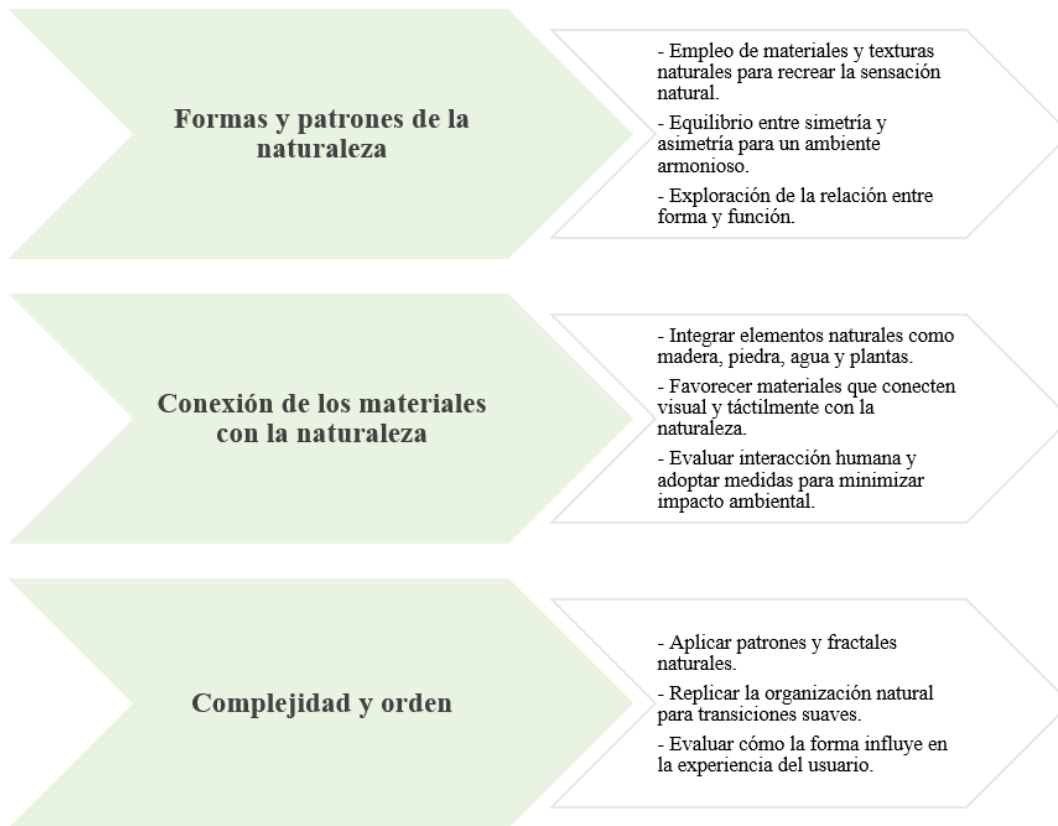 Formas y patrones de la
naturaleza
- Empleo de materiales y texturas
naturales para recrear la sensación
natural.
- Equilibrio entre simetría y
asimetría para un ambiente
armonioso.
- Exploración de la relación entre
forma y función.
Conexión de los materiales
con la naturaleza
- Integrar elementos naturales como
madera, piedra, agua y plantas.
- Favorecer materiales que conecten
visual y táctilmente con la
naturaleza.
- Evaluar interacción humana y
adoptar medidas para minimizar
impacto ambiental.
Complejidad y orden
- Aplicar patrones y fractales
naturales.
- Replicar la organización natural
para transiciones suaves.
- Evaluar cómo la forma influye en
la experiencia del usuario.